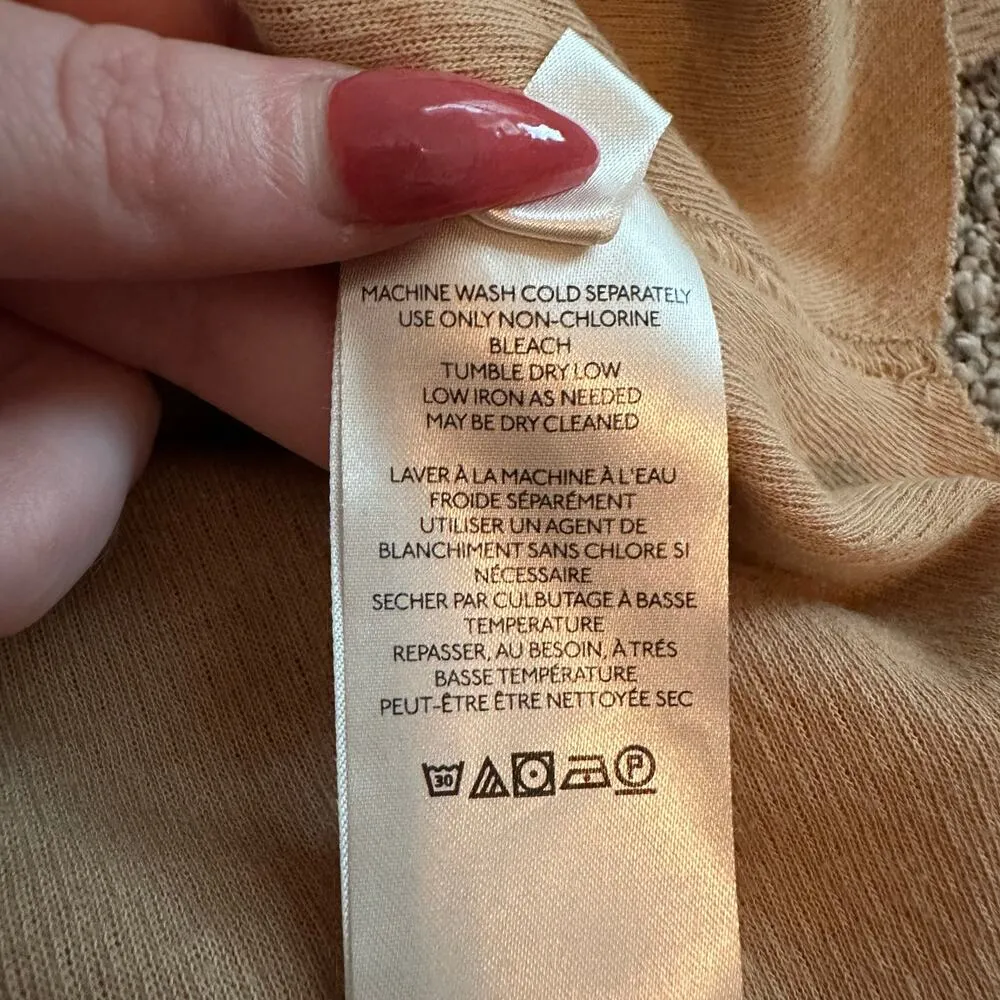 MACHINE WASH COLD SEPARATELY
USE ONLY NON-CHLORINE
BLEACH
TUMBLE DRY LOW
LOW IRON AS NEEDED
MAY BE DRY CLEANED
LAVER À LA MACHINE À L'EAU
FROIDE SÉPARÉMENT
UTILISER UN AGENT DE
BLANCHIMENT SANS CHLORE SI
NÉCESSAIRE
SECHER PAR CULBUTAGE À BASSE
TEMPERATURE
REPASSER, AU BESOIN, À TRÉS
BASSE TEMPÉRATURE
PEUT-ÊTRE ÊTRE NETTOYÉE SEC
30 P